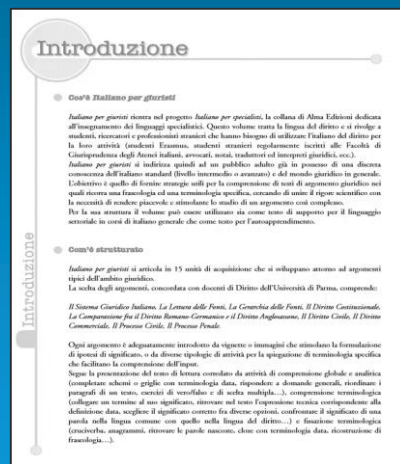 Introduzione
Cos'è Italiano per giuristi
Italiano per giuristi rientra nel progetto Italiano per specialisti, la collana di Alma Edizioni dedicata
all'insegnamento dei linguaggi specialistici. Questo volume tratta la lingua del diritto e si rivolge a
studenti, ricercatori e professionisti stranieri che hanno bisogno di utilizzare l'italiano del diritto per
la loro attività (studenti Erasmus, studenti stranieri regolarmente iscritti alle Facoltà di
Giurisprudenza degli Atenei italiani, avvocati, notai, traduttori ed interpreti giuridici, ecc.).
Italiano per giuristi si indirizza quindi ad un pubblico adulto già in possesso di una discreta
conoscenza dell'italiano standard (livello intermedio o avanzato) e del mondo giuridico in generale.
L'obiettivo è quello di fornire strategie utili per la comprensione di testi di argomento giuridico nei
quali ricorra una fraseologia ed una terminologia specifica, cercando di unire il rigore scientifico con
la necessità di rendere piacevole e stimolante lo studio di un argomento così complesso.
Per la sua struttura il volume può essere utilizzato sia come testo di supporto per il linguaggio
settoriale in corsi di italiano generale che come testo per l'autoapprendimento.
Com'è strutturato
Italiano per giuristi si articola in 15 unità di acquisizione che si sviluppano attorno ad argomenti
tipici dell'ambito giuridico.
La scelta degli argomenti, concordata con docenti di Diritto dell'Università di Parma, comprende:
Il Sistema Giuridico Italiano, La Lettura delle Fonti, La Gerarchia delle Fonti, Il Diritto Costituzionale,
La Comparazione fra il Diritto Romano-Germanico e il Diritto Anglosassone, Il Diritto Civile, Il Diritto
Commerciale, Il Processo Civile, Il Processo Penale.
Ogni argomento è adeguatamente introdotto da vignette o immagini che stimolano la formulazione
di ipotesi di significato, o da diverse tipologie di attività per la spiegazione di terminologia specifica
che facilitano la comprensione dell'input.
Segue la presentazione del testo di lettura corredato da attività di comprensione globale e analitica
(completare schemi o griglie con terminologia data, rispondere a domande generali, riordinare i
paragrafi di un testo, esercizi di vero/falso e di scelta multipla...), comprensione terminologica
(collegare un termine al suo significato, ritrovare nel testo l'espressione tecnica corrispondente alla
definizione data, scegliere il significato corretto fra diverse opzioni, confrontare il significato di una
parola nella lingua comune con quello nella lingua del diritto...) e fissazione terminologica
(cruciverba, anagrammi, ritrovare le parole nascoste, cloze con terminologia data, ricostruzione di
fraseologia...).
Introduzione